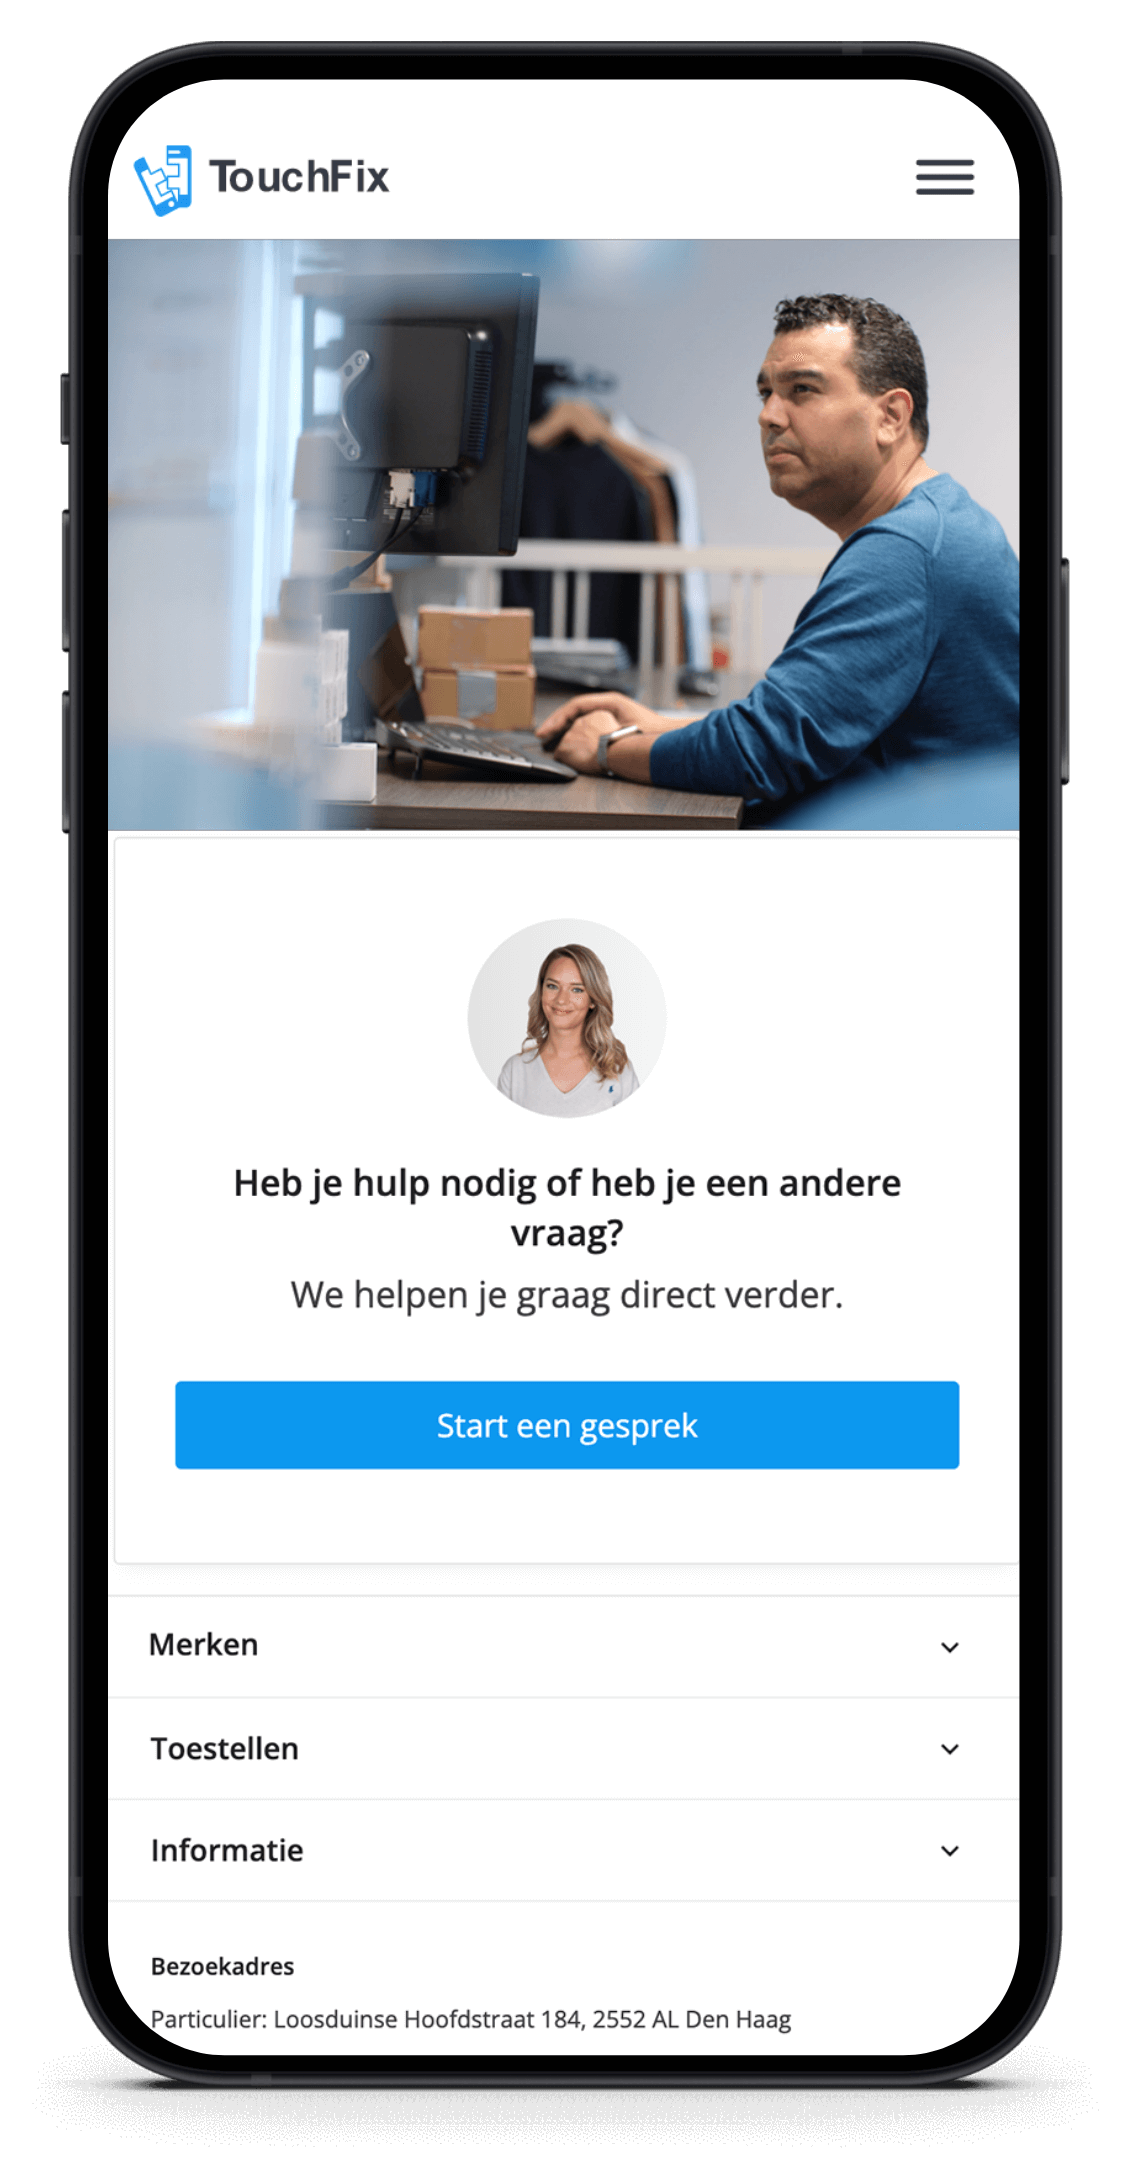 TouchFix
Heb je hulp nodig of heb je een andere
vraag?
We helpen je graag direct verder.
Start een gesprek
Merken
Toestellen
Informatie
Bezoekadres
Particulier: Loosduinse Hoofdstraat 184, 2552 AL Den Haag